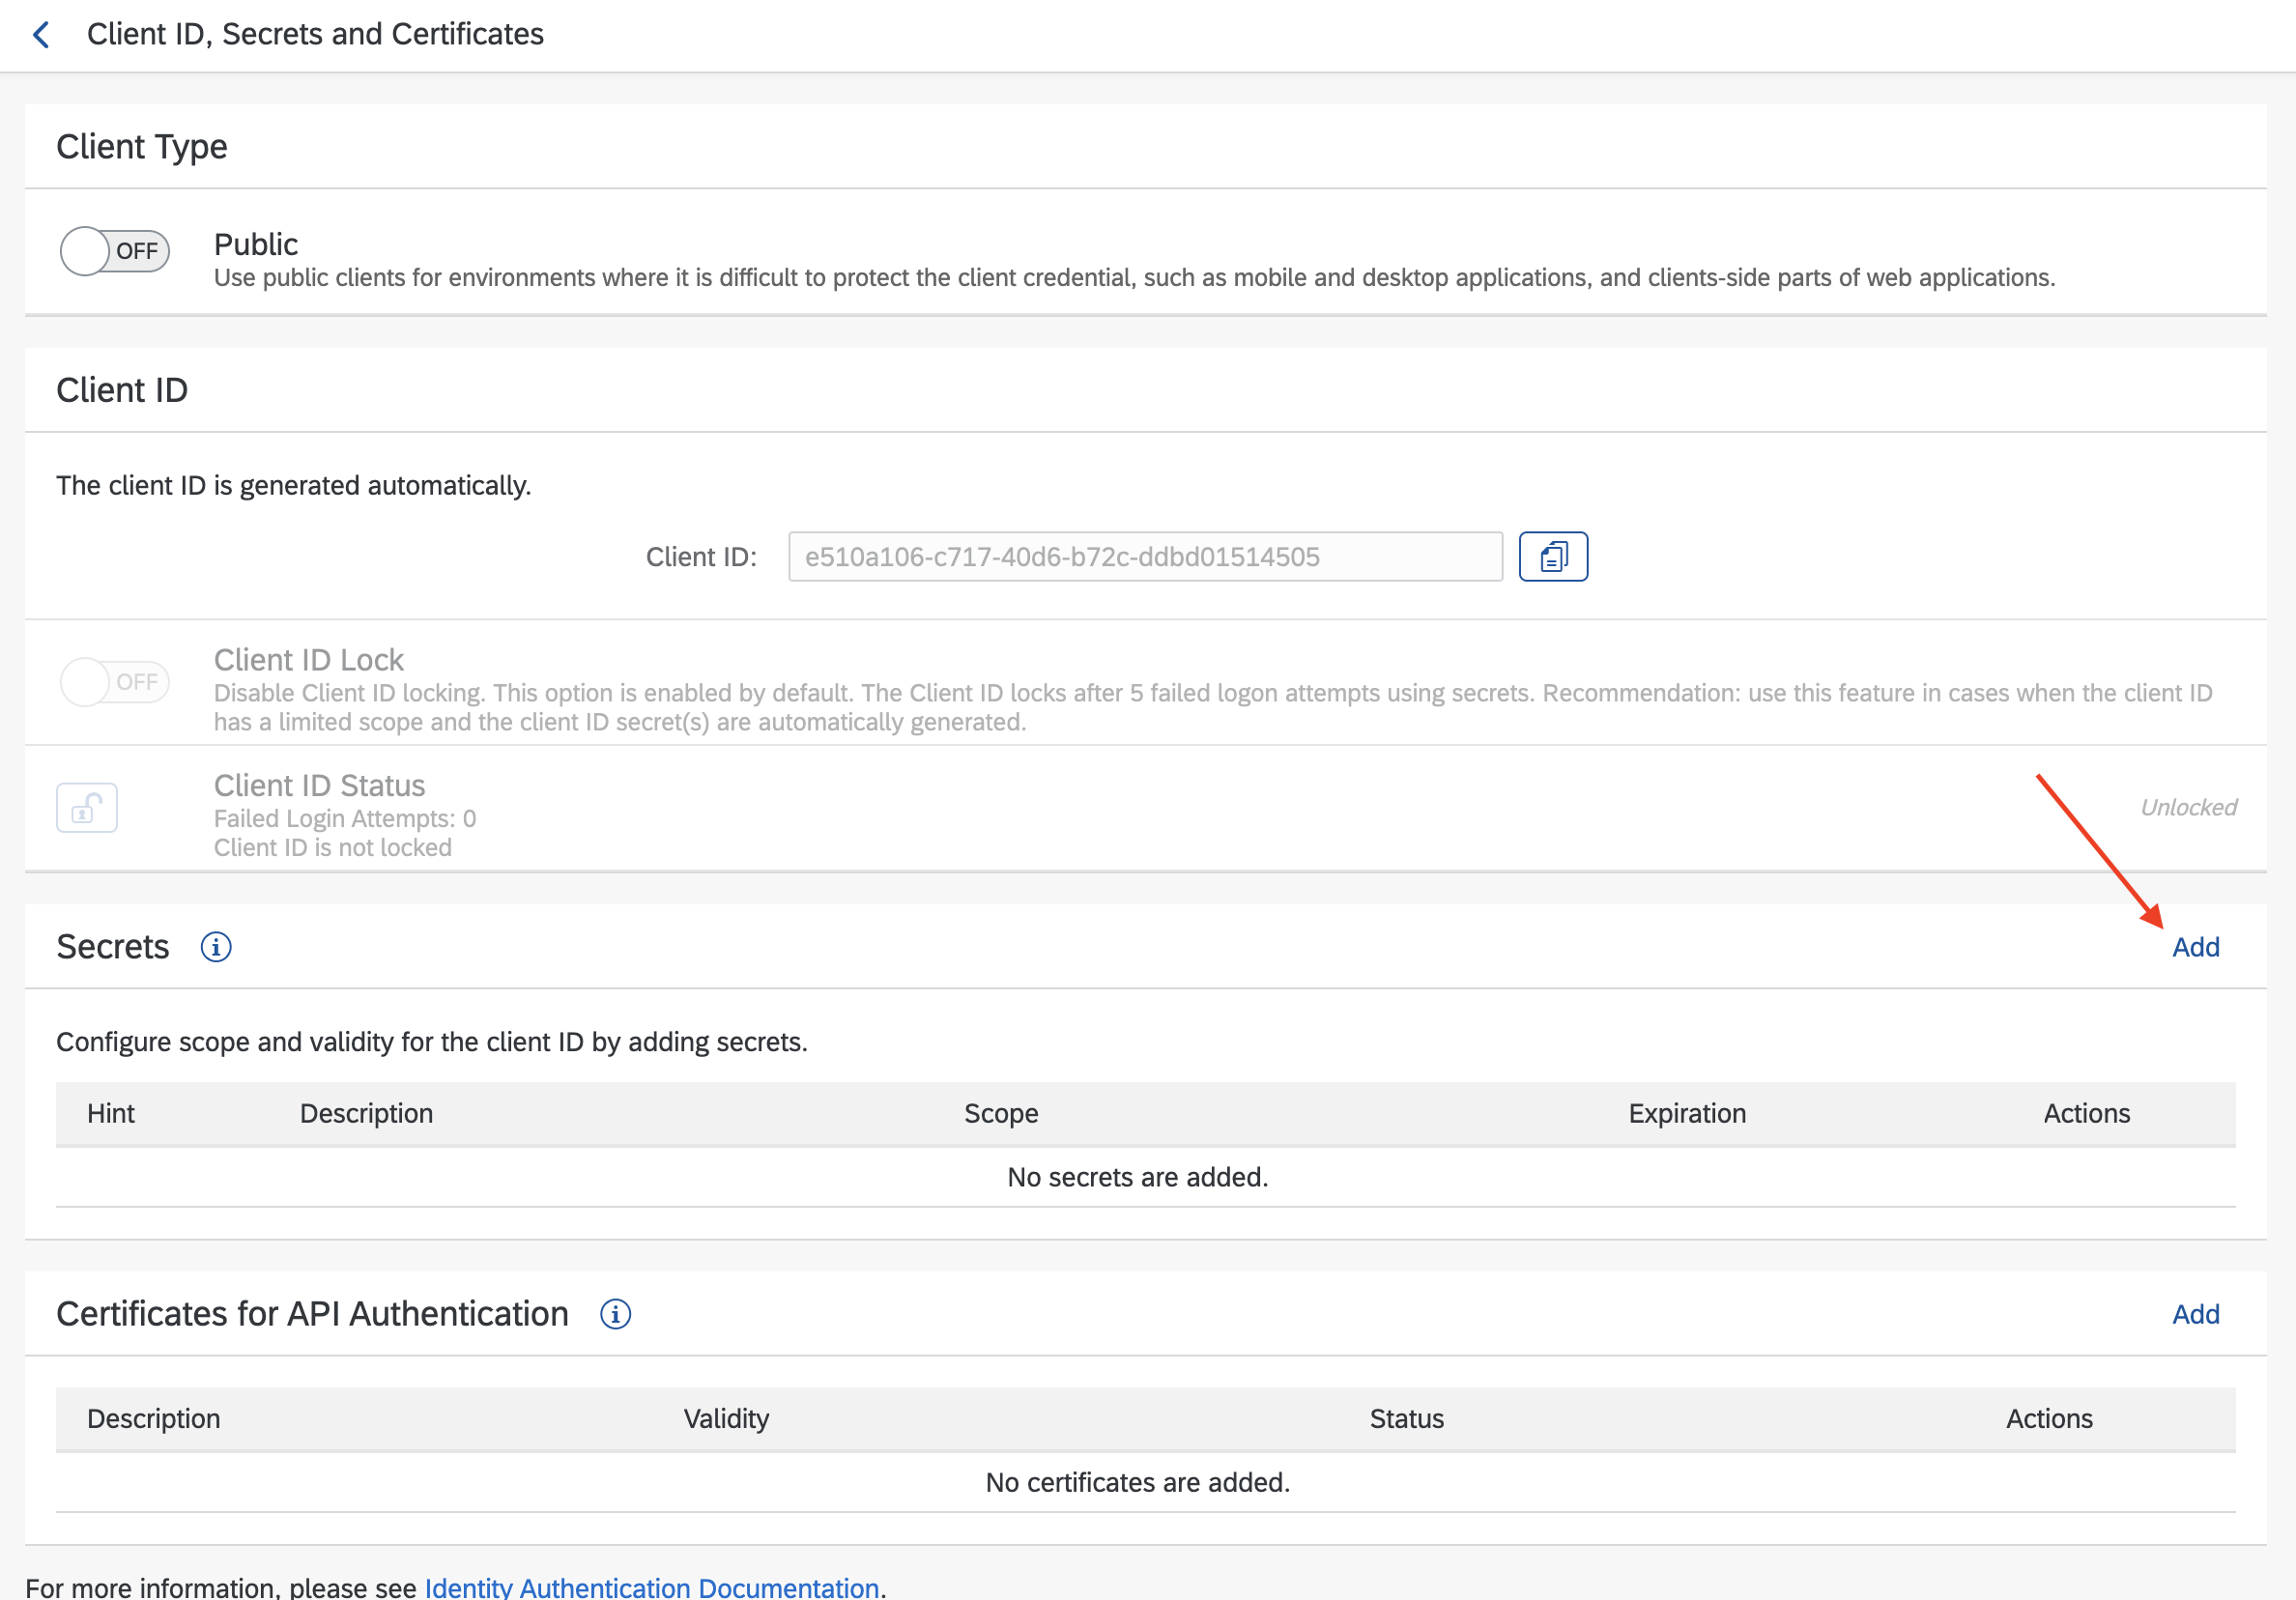 Client ID, Secrets and Certificates
Client Type
OFF
Public
Use public clients for environments where it is difficult to protect the client credential, such as mobile and desktop applications, and clients-side parts of web applications.
Client ID
The client ID is generated automatically.
Client ID: e510a106-c717-40d6-b72c-ddbd01514505
OFF
Client ID Lock
Disable Client ID locking. This option is enabled by default. The Client ID locks after 5 failed logon attempts using secrets. Recommendation: use this feature in cases when the client ID
has a limited scope and the client ID secret(s) are automatically generated.
Client ID Status
Failed Login Attempts: 0
Client ID is not locked
Unlocked
Secrets Add
Configure scope and validity for the client ID by adding secrets.
Hint Description Scope Expiration Actions
No secrets are added.
Certificates for API Authentication Add
Description Validity Status Actions
No certificates are added.
For more information, please see Identity Authentication Documentation.